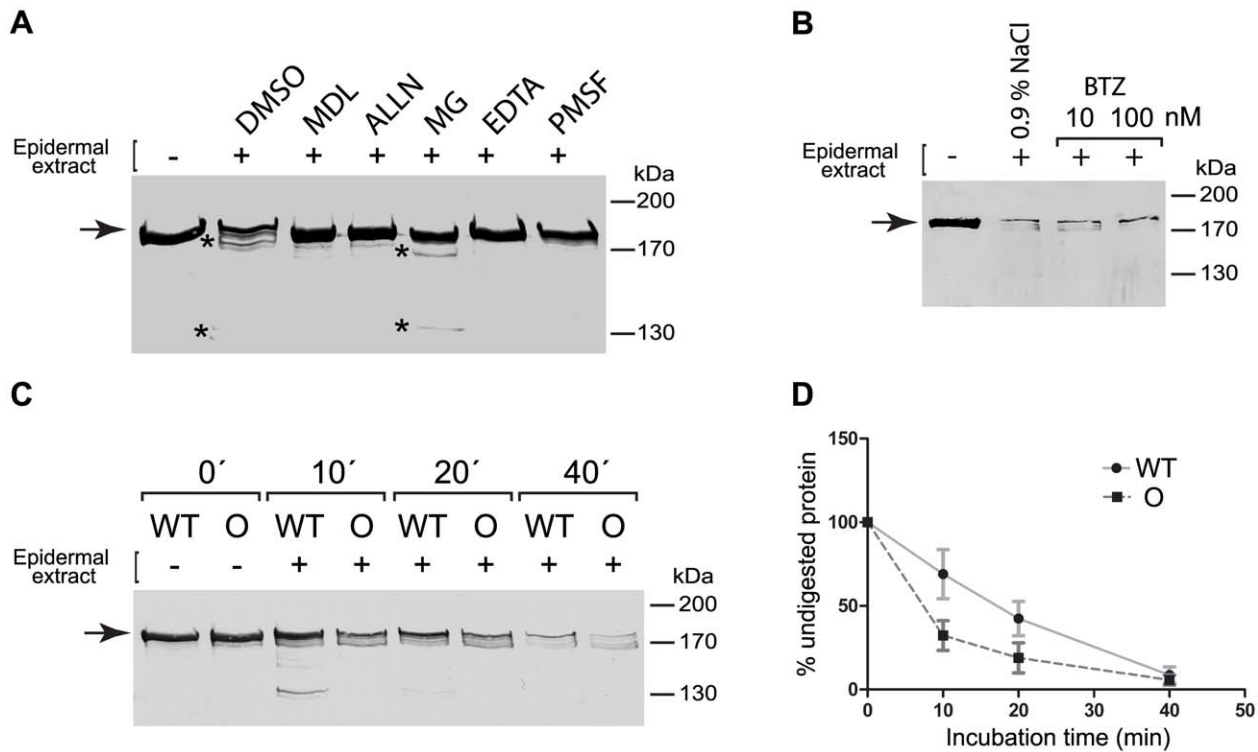 A
DMSO MDL ALLN MG EDTA PMSF
Epidermal extract - + + + + + +
kDa
200
*
*
170
*
*
130
B
0.9 % NaCl
BTZ
10 100 nM
Epidermal extract - + + +
kDa
200
170
130
C
0´ 10´ 20´ 40´
WT O WT O WT O WT O
Epidermal extract - - + + + + + +
kDa
200
170
130
D
150
100
50
0
% undigested protein
WT
O
0 10 20 30 40 50
Incubation time (min)